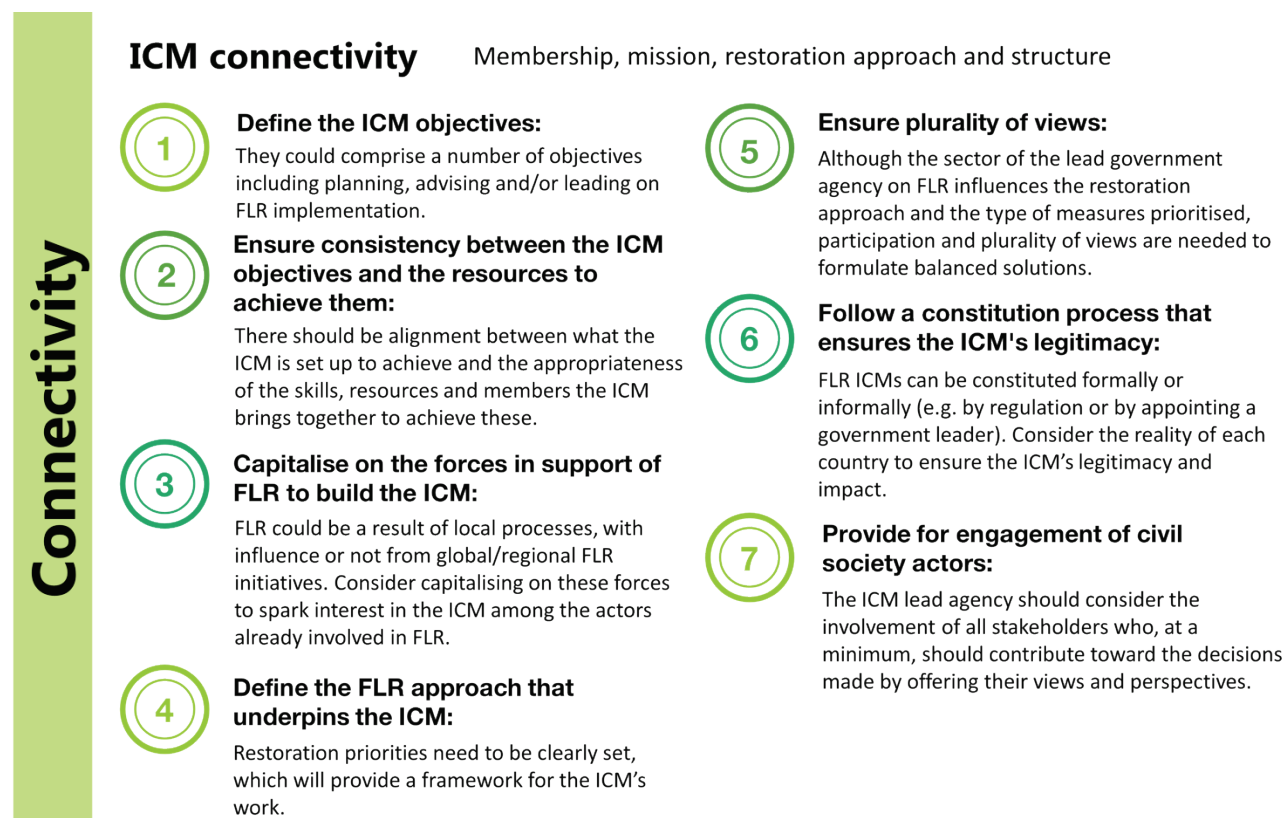 Connectivity
ICM connectivity
Membership, mission, restoration approach and structure
1
Define the ICM objectives:
They could comprise a number of objectives
including planning, advising and/or leading on
FLR implementation.
2
Ensure consistency between the ICM
objectives and the resources to
achieve them:
There should be alignment between what the
ICM is set up to achieve and the appropriateness
of the skills, resources and members the ICM
brings together to achieve these.
3
Capitalise on the forces in support of
FLR to build the ICM:
FLR could be a result of local processes, with
influence or not from global/regional FLR
initiatives. Consider capitalising on these forces
to spark interest in the ICM among the actors
already involved in FLR.
4
Define the FLR approach that
underpins the ICM:
Restoration priorities need to be clearly set,
which will provide a framework for the ICM’s
work.
5
Ensure plurality of views:
Although the sector of the lead government
agency on FLR influences the restoration
approach and the type of measures prioritised,
participation and plurality of views are needed to
formulate balanced solutions.
6
Follow a constitution process that
ensures the ICM's legitimacy:
FLR ICMs can be constituted formally or
informally (e.g. by regulation or by appointing a
government leader). Consider the reality of each
country to ensure the ICM’s legitimacy and
impact.
7
Provide for engagement of civil
society actors:
The ICM lead agency should consider the
involvement of all stakeholders who, at a
minimum, should contribute toward the decisions
made by offering their views and perspectives.